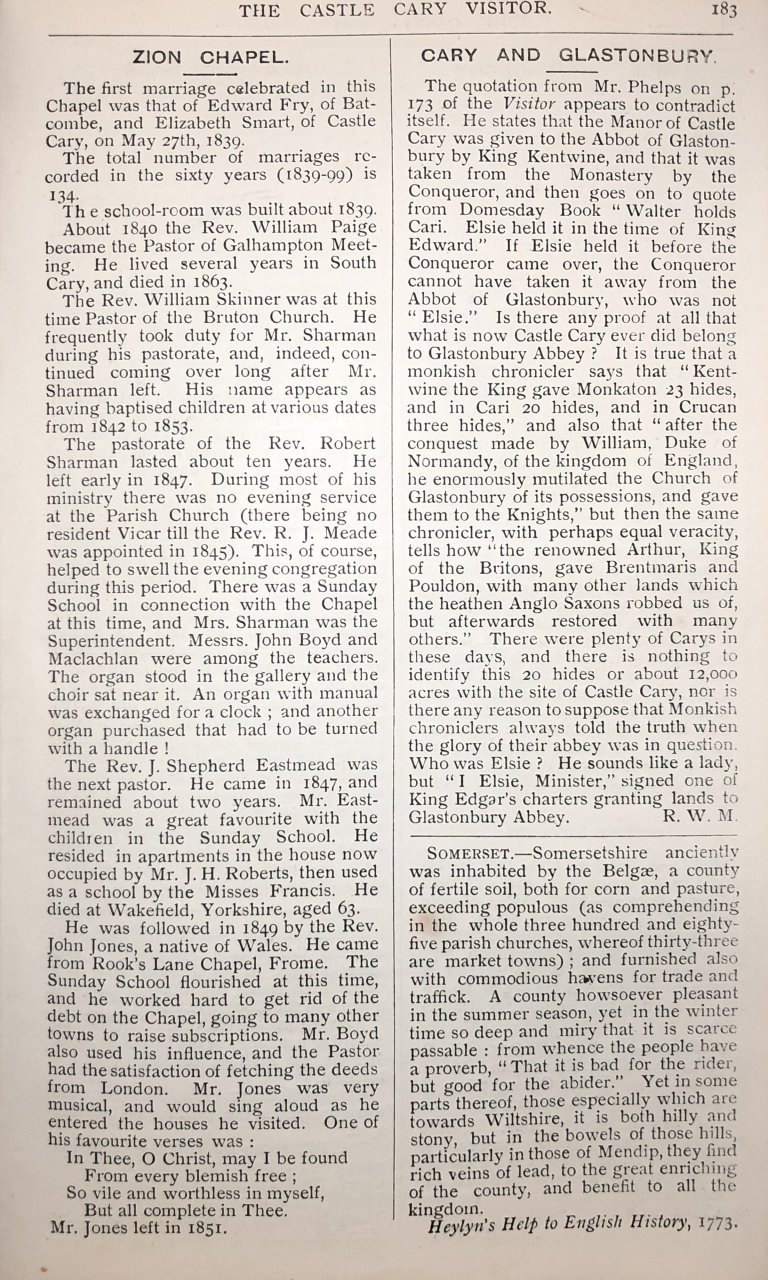 THE CASTLE CARY VISITOR. 183
ZION CHAPEL.
The first marriage celebrated in this
Chapel was that of Edward Fry, of Bat-
combe, and Elizabeth Smart, of Castle
Cary, on May 27th, 1839.
The total number of marriages re-
corded in the sixty years (1839-99) is
134.
Th e school-room was built about 1839.
About 1840 the Rev. William Paige
became the Pastor of Galhampton Meet-
ing. He lived several years in South
Cary, and died in 1863.
The Rev. William Skinner was at this
time Pastor of the Bruton Church. He
frequently took duty for Mr. Sharman
during his pastorate, and, indeed, con-
tinued coming over long after Mr.
Sharman left. His name appears as
having baptised children at various dates
from 1842 to 1853.
The pastorate of the Rev. Robert
Sharman lasted about ten years. He
left early in 1847. During most of his
ministry there was no evening service
at the Parish Church (there being no
resident Vicar till the Rev. R. J. Meade
was appointed in 1845). This, of course,
helped to swell the evening congregation
during this period. There was a Sunday
School in connection with the Chapel
at this time, and Mrs. Sharman was the
Superintendent. Messrs. John Boyd and
Maclachlan were among the teachers.
The organ stood in the gallery and the
choir sat near it. An organ with manual
was exchanged for a clock ; and another
organ purchased that had to be turned
with a handle !
The Rev. J. Shepherd Eastmead was
the next pastor. He came in 1847, and
remained about two years. Mr. East-
mead was a great favourite with the
children in the Sunday School. He
resided in apartments in the house now
occupied by Mr. J. H. Roberts, then used
as a school by the Misses Francis. He
died at Wakefield, Yorkshire, aged 63.
He was followed in 1849 by the Rev.
John Jones, a native of Wales. He came
from Rook's Lane Chapel, Frome. The
Sunday School flourished at this time,
and he worked hard to get rid of the
debt on the Chapel, going to many other
towns to raise subscriptions. Mr. Boyd
also used his influence, and the Pastor
had the satisfaction of fetching the deeds
from London. Mr. Jones was very
musical, and would sing aloud as he
entered the houses he visited. One of
his favourite verses was :
In Thee, O Christ, may I be found
From every blemish free ;
So vile and worthless in myself,
But all complete in Thee.
Mr. Jones left in 1851.
CARY AND GLASTONBURY.
The quotation from Mr. Phelps on p.
173 of the Visitor appears to contradict
itself. He states that the Manor of Castle
Cary was given to the Abbot of Glaston-
bury by King Kentwine, and that it was
taken from the Monastery by the
Conqueror, and then goes on to quote
from Domesday Book " Walter holds
Cari. Elsie held it in the time of King
Edward." If Elsie held it before the
Conqueror came over, the Conqueror
cannot have taken it away from the
Abbot of Glastonbury, who was not
" Elsie." Is there any proof at all that
what is now Castle Cary ever did belong
to Glastonbury Abbey ? It is true that a
monkish chronicler says that " Kent-
wine the King gave Monkaton 23 hides,
and in Cari 20 hides, and in Crucan
three hides," and also that " after the
conquest made by William, Duke of
Normandy, of the kingdom of England,
he enormously mutilated the Church of
Glastonbury of its possessions, and gave
them to the Knights," but then the same
chronicler, with perhaps equal veracity,
tells how "the renowned Arthur, King
of the Britons, gave Brentmaris and
Pouldon, with many other lands which
the heathen Anglo Saxons robbed us of,
but afterwards restored with many
others." There were plenty of Carys in
these days, and there is nothing to
identify this 20 hides or about 12,000
acres with the site of Castle Cary, nor is
there any reason to suppose that Monkish
chroniclers always told the truth when
the glory of their abbey was in question.
Who was Elsie ? He sounds like a lady,
but " I Elsie, Minister," signed one of
King Edgar's charters granting lands to
Glastonbury Abbey. R. W. M.
SOMERSET.—Somersetshire anciently
was inhabited by the Belgæ, a county
of fertile soil, both for corn and pasture,
exceeding populous (as comprehending
in the whole three hundred and eighty-
five parish churches, whereof thirty-three
are market towns) ; and furnished also
with commodious havens for trade and
traffick. A county howsoever pleasant
in the summer season, yet in the winter
time so deep and miry that it is scarce
passable : from whence the people have
a proverb, " That it is bad for the rider,
but good for the abider." Yet in some
parts thereof, those especially which are
towards Wiltshire, it is both hilly and
stony, but in the bowels of those hills,
particularly in those of Mendip, they find
rich veins of lead, to the great enriching
of the county, and benefit to all the
kingdom.
Heylyn's Help to English History, 1773.